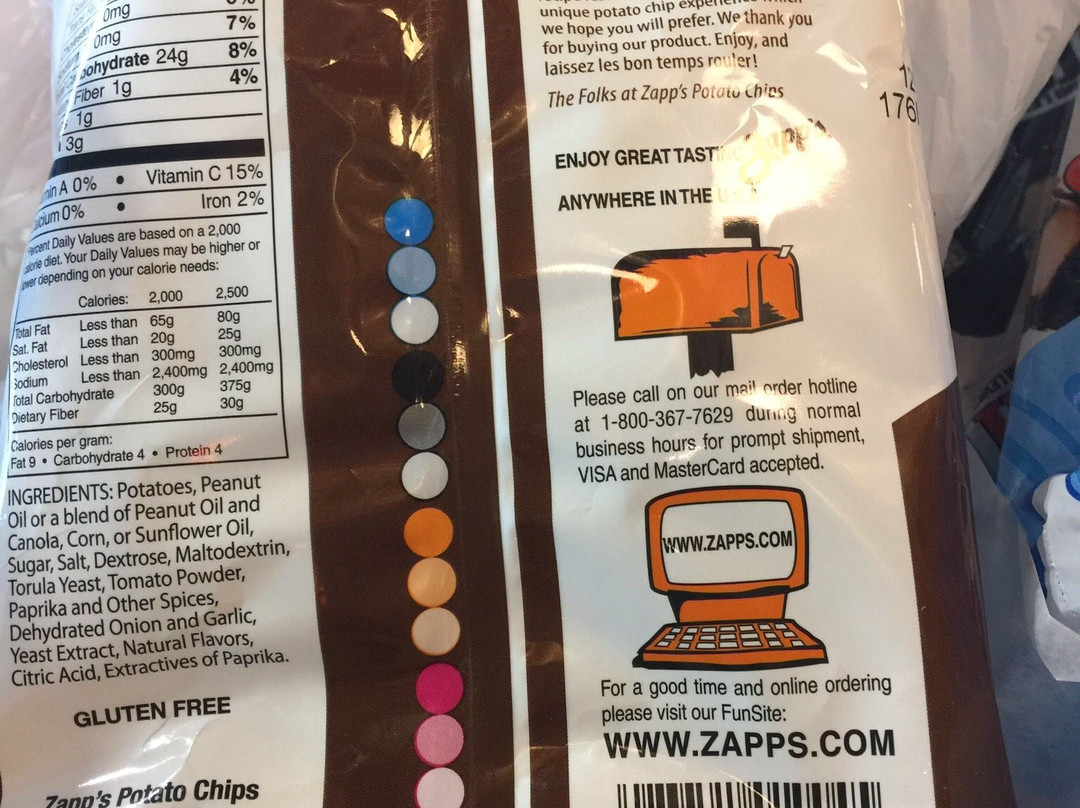 0mg
7%
0mg
8%
bohydrate 24g
4%
Fiber 1g
1g
3g
min A 0% • Vitamin C 15%
cium 0% • Iron 2%
ercent Daily Values are based on a 2,000
alorie diet. Your Daily Values may be higher or
ower depending on your calorie needs:
Calories: 2,000 2,500
Total Fat Less than 65g 80g
Sat. Fat Less than 20g 25g
Cholesterol Less than 300mg 300mg
Sodium Less than 2,400mg 2,400mg
Total Carbohydrate 300g 375g
Dietary Fiber 25g 30g
Calories per gram:
Fat 9 • Carbohydrate 4 • Protein 4
INGREDIENTS: Potatoes, Peanut
Oil or a blend of Peanut Oil and
Canola, Corn, or Sunflower Oil,
Sugar, Salt, Dextrose, Maltodextrin,
Torula Yeast, Tomato Powder,
Paprika and Other Spices,
Dehydrated Onion and Garlic,
Yeast Extract, Natural Flavors,
Citric Acid, Extractives of Paprika.
GLUTEN FREE
Zapp's Potato Chips
unique potato chip experience which
we hope you will prefer. We thank you
for buying our product. Enjoy, and
laissez les bon temps rouler!
The Folks at Zapp's Potato Chips
ENJOY GREAT TASTI Zapp's
ANYWHERE IN THE U.S.A
Please call on our mail order hotline
at 1-800-367-7629 during normal
business hours for prompt shipment,
VISA and MasterCard accepted.
WWW.ZAPPS.COM
For a good time and online ordering
please visit our FunSite:
WWW.ZAPPS.COM
12
176